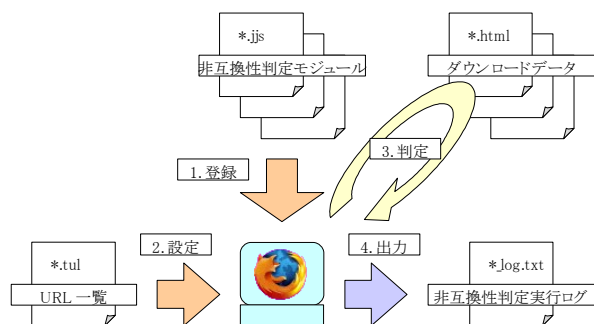 *.jjs
非互換性判定モジュール
*.html
ダウンロードデータ
3.判定
1.登録
2.設定
4.出力
*.tul
URL 一覧
*_log.txt
非互換性判定実行ログ